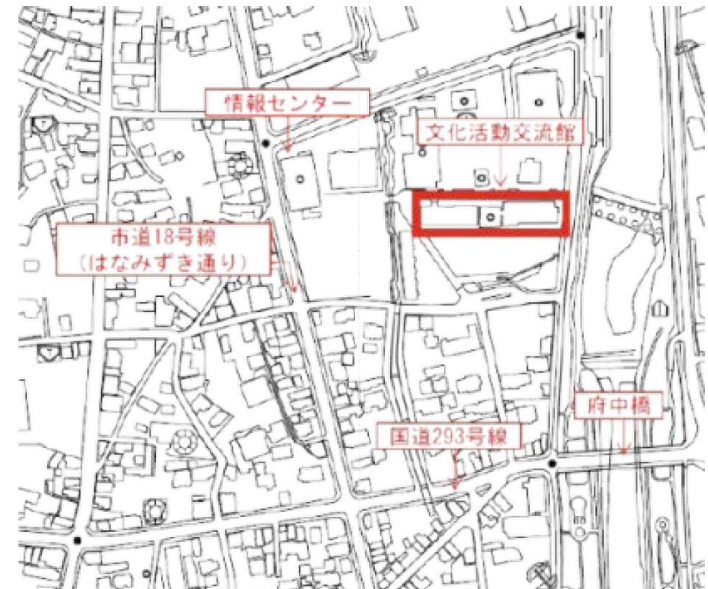 情報センター
文化活動交流館
市道18号線
(はなみずき通り)
府中橋
国道293号線